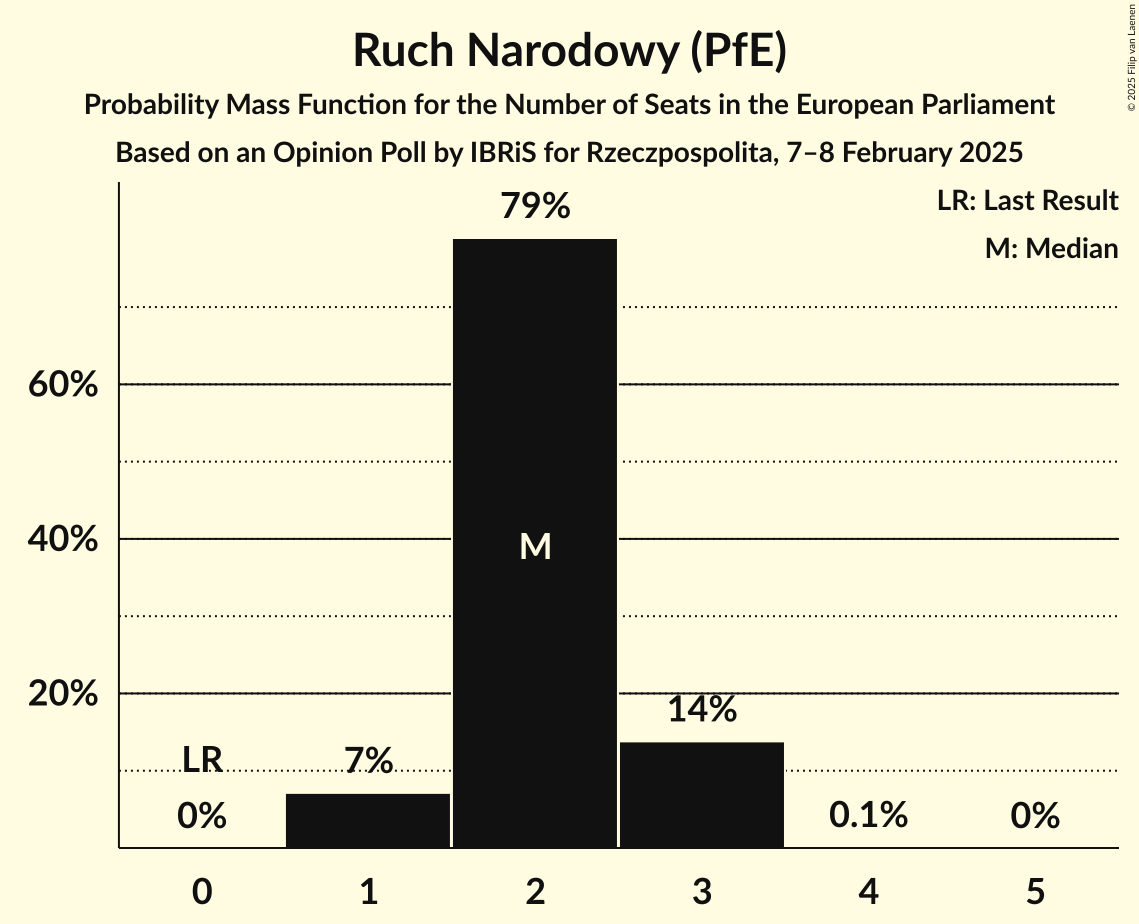 Ruch Narodowy (PfE)
Probability Mass Function for the Number of Seats in the European Parliament
Based on an Opinion Poll by IBRiS for Rzeczpospolita, 7–8 February 2025
© 2025 Filip van Laenen
LR: Last Result
M: Median
79%
60%
40%
M
20%
14%
LR
7%
0%
0.1%
0%
0 1 2 3 4 5